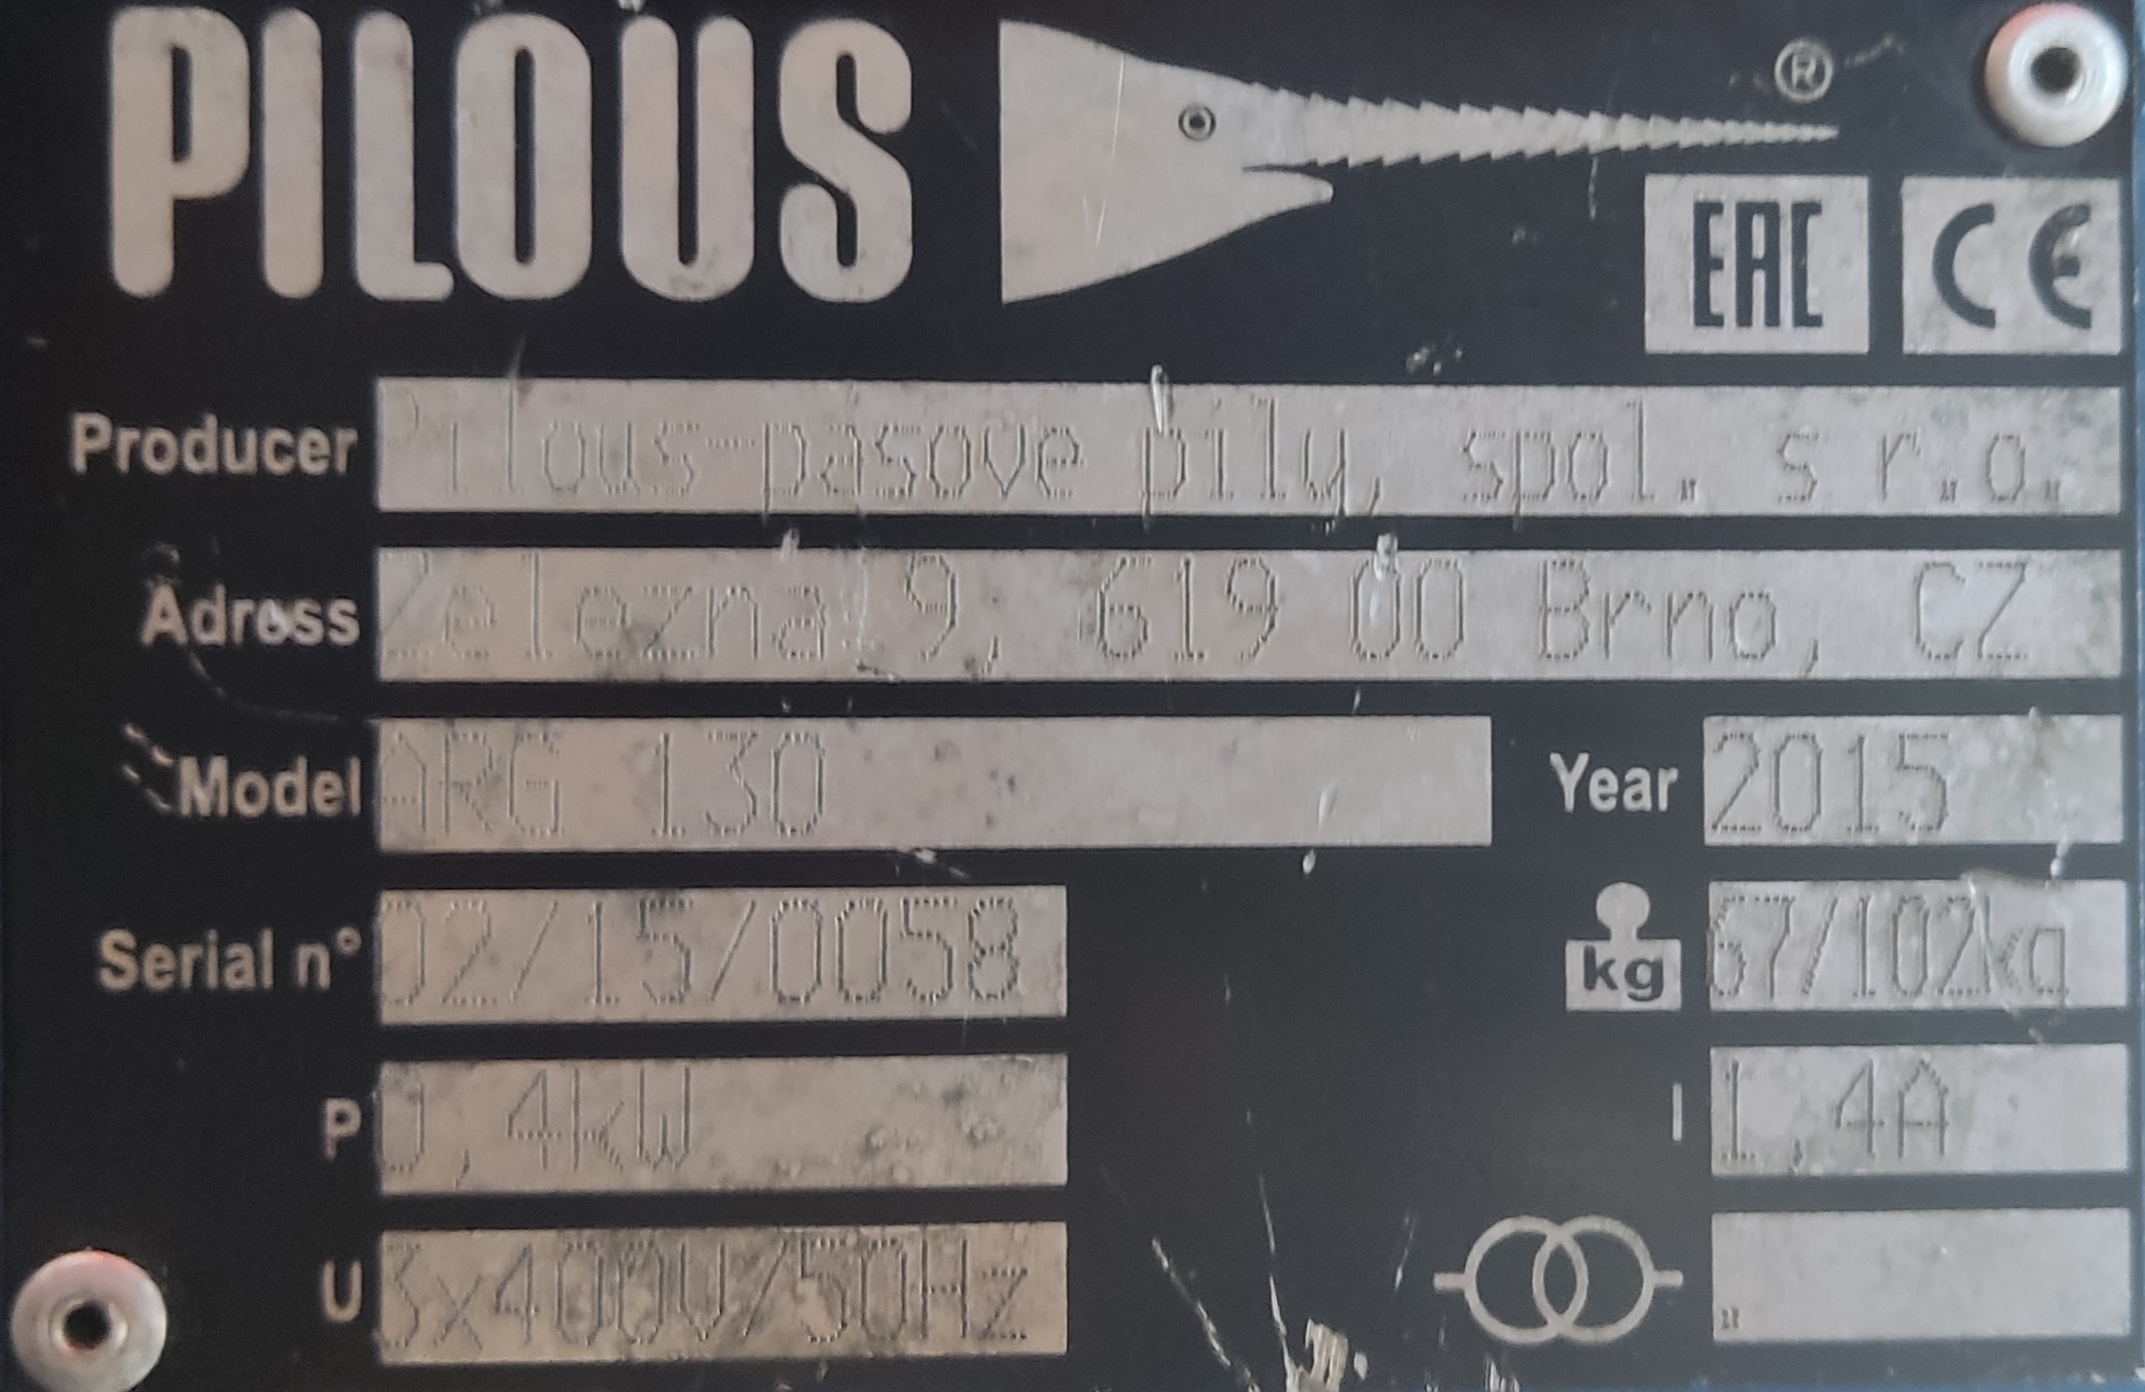 PILOUS ®
EAC CE
Producer Pilous-pasove pily, spol. s r.o.
Adress Zelezna 9, 619 00 Brno, CZ
Model ARG 130 Year 2015
Serial n° 02/15/0058 kg 67/102kg
P 0,4kW I 1,4A
U 3x400V/50Hz